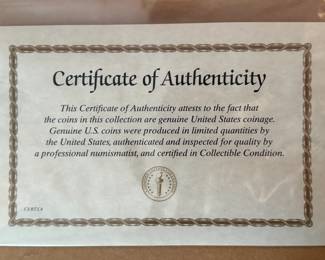 Certificate of Authenticity
This Certificate of Authenticity attests to the fact that
the coins in this collection are genuine United States coinage.
Genuine U.S. coins were produced in limited quantities by
the United States, authenticated and inspected for quality by
a professional numismatist, and certified in Collectible Condition.